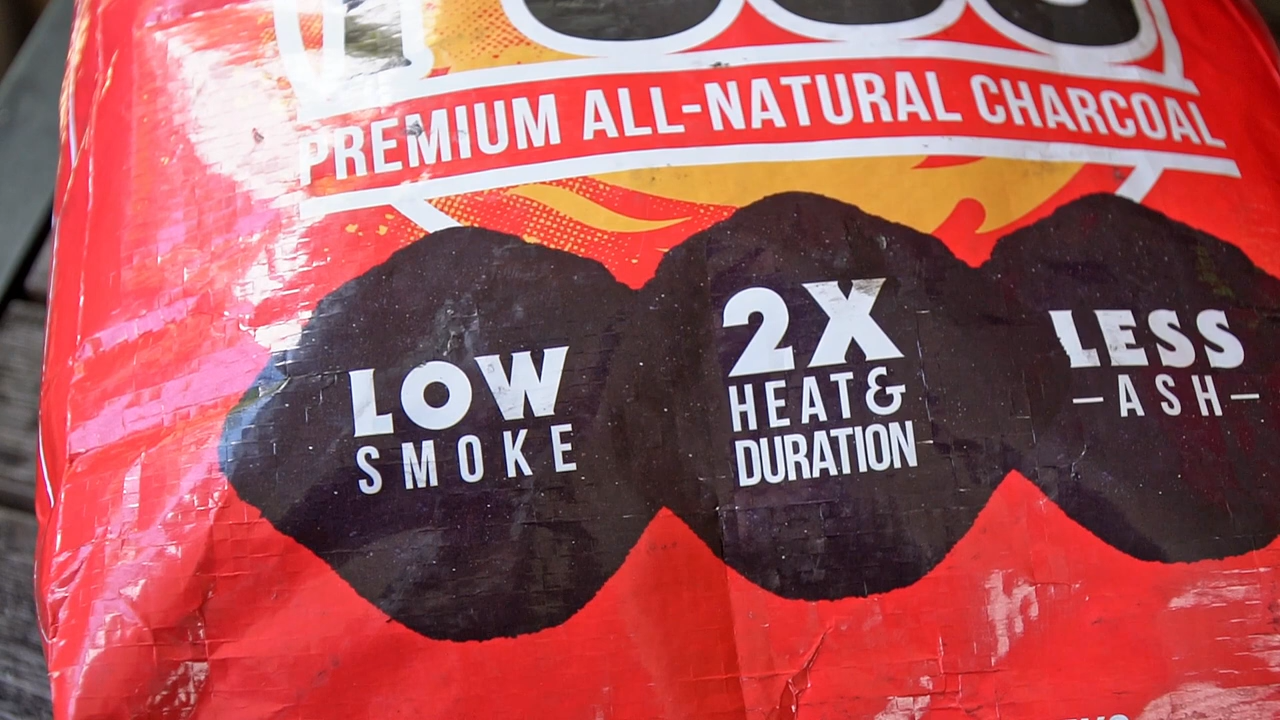 PREMIUM ALL-NATURAL CHARCOAL
LOW
SMOKE
2X
HEAT &
DURATION
LESS
—ASH—